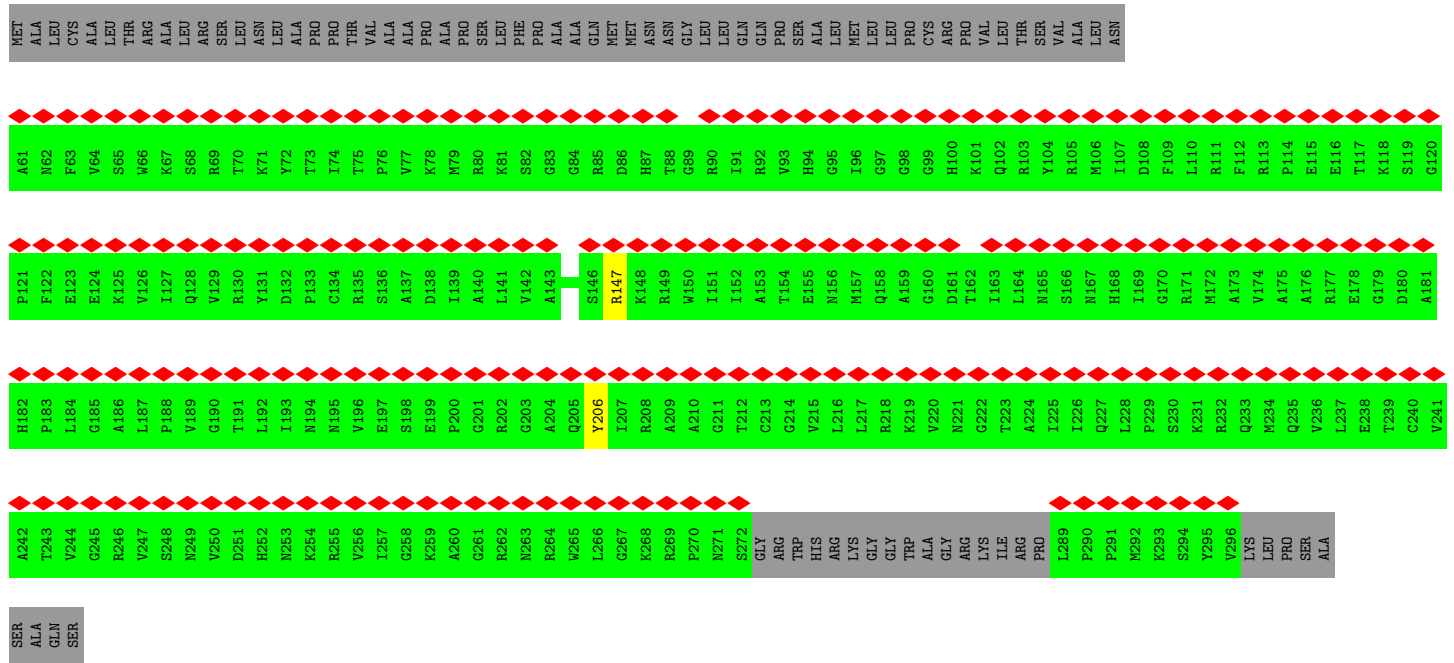 MET ALA LEU CYS ALA LEU THR ARG ALA LEU ARG SER LEU ASN LEU ALA PRO PRO THR VAL ALA ALA PRO ALA PRO SER LEU PHE PRO ALA ALA GLN MET MET ASN ASN GLY LEU LEU GLN GLN PRO SER ALA LEU MET LEU LEU PRO CYS ARG PRO VAL LEU THR SER VAL ALA LEU ASN
A61 N62 F63 V64 S65 W66 K67 S68 R69 T70 K71 Y72 T73 I74 T75 P76 V77 K78 M79 R80 K81 S82 G83 G84 R85 D86 H87 T88 G89 R90 I91 R92 V93 H94 G95 I96 G97 G98 G99 H100 K101 Q102 R103 Y104 R105 M106 I107 D108 F109 L110 R111 F112 R113 P114 E115 E116 T117 K118 S119 G120
P121 F122 E123 E124 K125 V126 I127 Q128 V129 R130 Y131 D132 P133 C134 R135 S136 A137 D138 I139 A140 L141 V142 A143 S146 R147 K148 R149 W150 I151 I152 A153 T154 E155 N156 M157 Q158 A159 G160 D161 T162 I163 L164 N165 S166 N167 H168 I169 G170 R171 M172 A173 V174 A175 A176 R177 E178 G179 D180 A181
H182 P183 L184 G185 A186 L187 P188 V189 G190 T191 L192 I193 N194 N195 V196 E197 S198 E199 P200 G201 R202 G203 A204 Q205 Y206 I207 R208 A209 A210 G211 T212 C213 G214 V215 L216 L217 R218 K219 V220 N221 G222 T223 A224 I225 I226 Q227 L228 P229 S230 K231 R232 Q233 M234 Q235 V236 L237 E238 T239 C240 V241
A242 T243 V244 G245 R246 V247 S248 N249 V250 D251 H252 N253 K254 R255 V256 I257 G258 K259 A260 G261 R262 N263 R264 W265 L266 G267 K268 R269 P270 N271 S272 GLY ARG TRP HIS ARG LYS GLY GLY TRP ALA GLY ARG LYS ILE ARG PRO L289 P290 P291 M292 K293 S294 Y295 V296 LYS LEU PRO SER ALA
SER ALA GLN SER